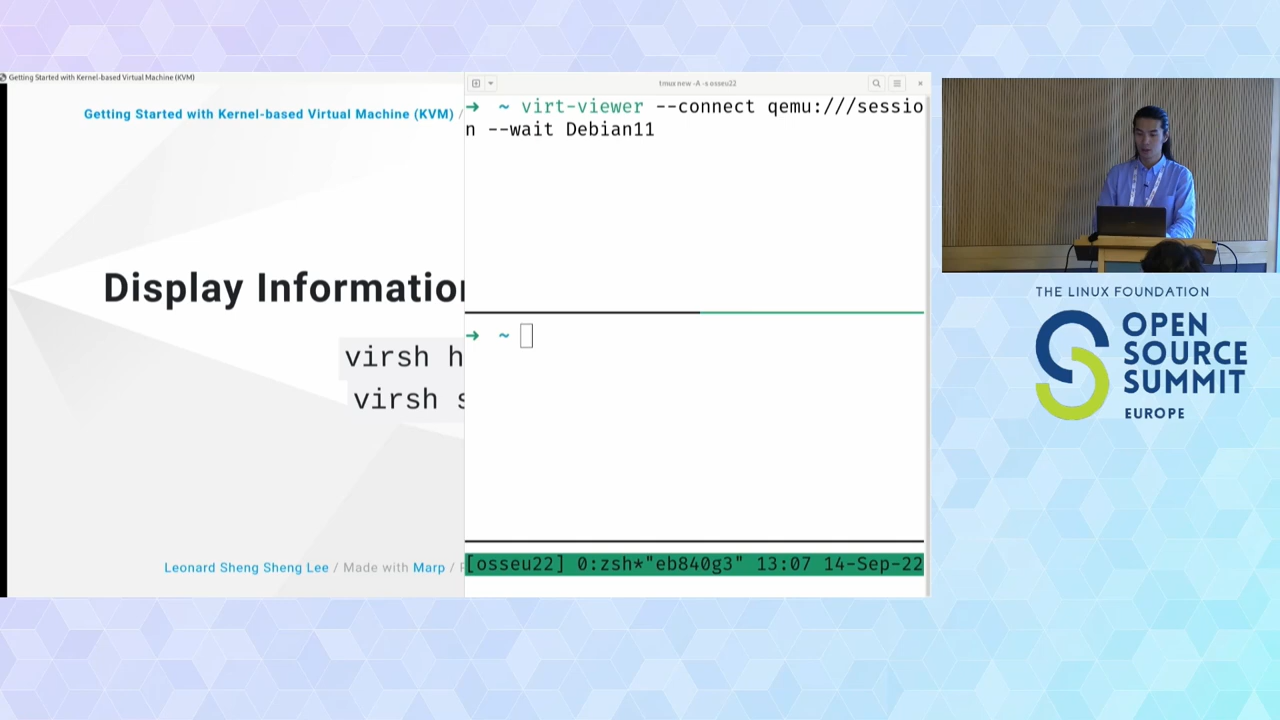 Getting Started with Kernel-based Virtual Machine (KVM)
Getting Started with Kernel-based Virtual Machine (KVM) /
Display Informatio
virsh h
virsh s
Leonard Sheng Sheng Lee / Made with Marp /
tmux new -A -s osseu22
→ ~ virt-viewer --connect qemu:///sessio
n --wait Debian11
→ ~
[osseu22] 0:zsh*"eb840g3" 13:07 14-Sep-22
THE LINUX FOUNDATION
OPEN
SOURCE
SUMMIT
EUROPE